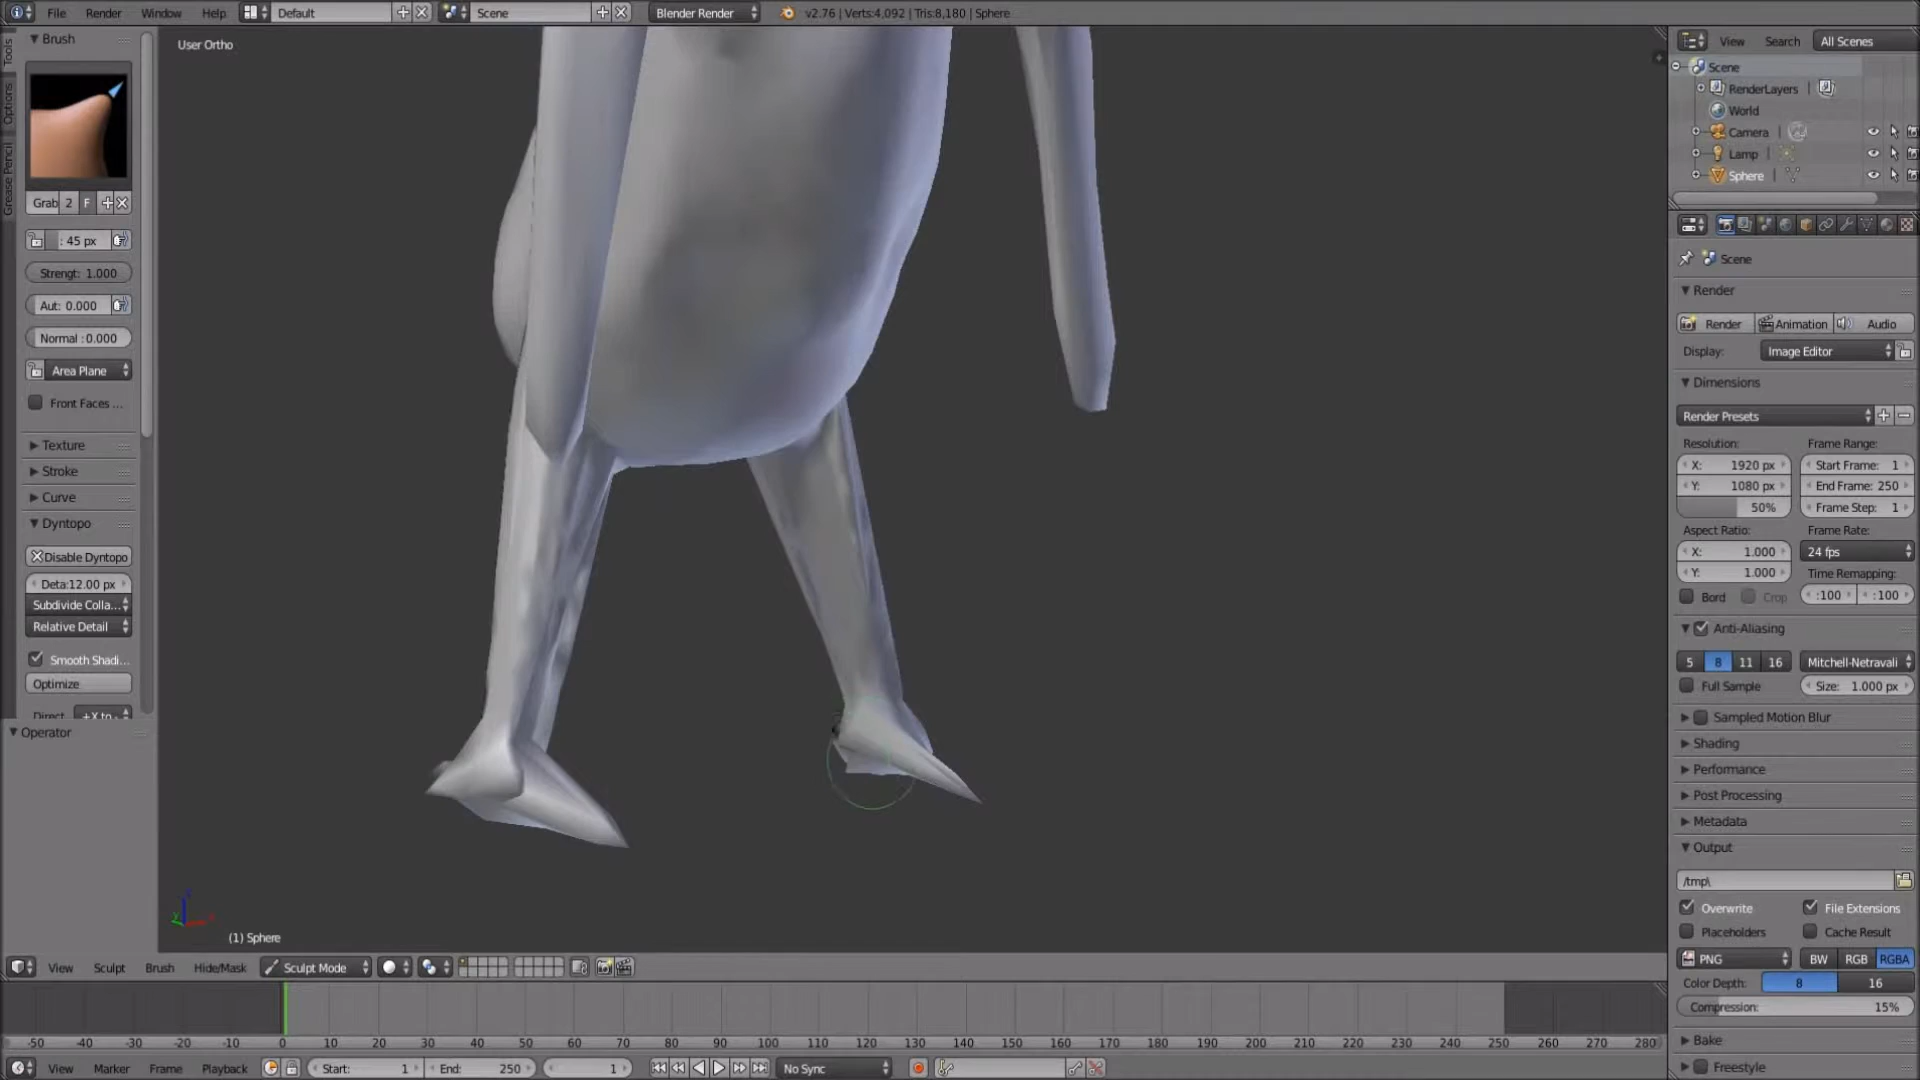 File Render Window Help Default Scene Blender Render v2.76 | Verts:4,092 | Tris:8,180 | Sphere
Tools
Options
Grease Pencil
Brush
Grab 2 F
: 45 px
Strengt: 1.000
Aut: 0.000
Normal : 0.000
Area Plane
Front Faces ...
Texture
Stroke
Curve
Dyntopo
Disable Dyntopo
Deta:12.00 px
Subdivide Colla...
Relative Detail
Smooth Shadi...
Optimize
Direct +X to
Operator
User Ortho
(1) Sphere
View Sculpt Brush Hide/Mask Sculpt Mode
-50 -40 -30 -20 -10 0 10 20 30 40 50 60 70 80 90 100 110 120 130 140 150 160 170 180 190 200 210 220 230 240 250 260 270 280
View Marker Frame Playback Start: 1 End: 250 1 No Sync
View Search All Scenes
Scene
RenderLayers |
World
Camera |
Lamp |
Sphere |
Scene
Render
Render Animation Audio
Display: Image Editor
Dimensions
Render Presets
Resolution: Frame Range:
X: 1920 px Start Frame: 1
Y: 1080 px End Frame: 250
50% Frame Step: 1
Aspect Ratio: Frame Rate:
X: 1.000 24 fps
Y: 1.000 Time Remapping:
Bord Crop :100 :100
Anti-Aliasing
5 8 11 16 Mitchell-Netravali
Full Sample Size: 1.000 px
Sampled Motion Blur
Shading
Performance
Post Processing
Metadata
Output
/tmp\
Overwrite File Extensions
Placeholders Cache Result
PNG BW RGB RGBA
Color Depth: 8 16
Compression: 15%
Bake
Freestyle